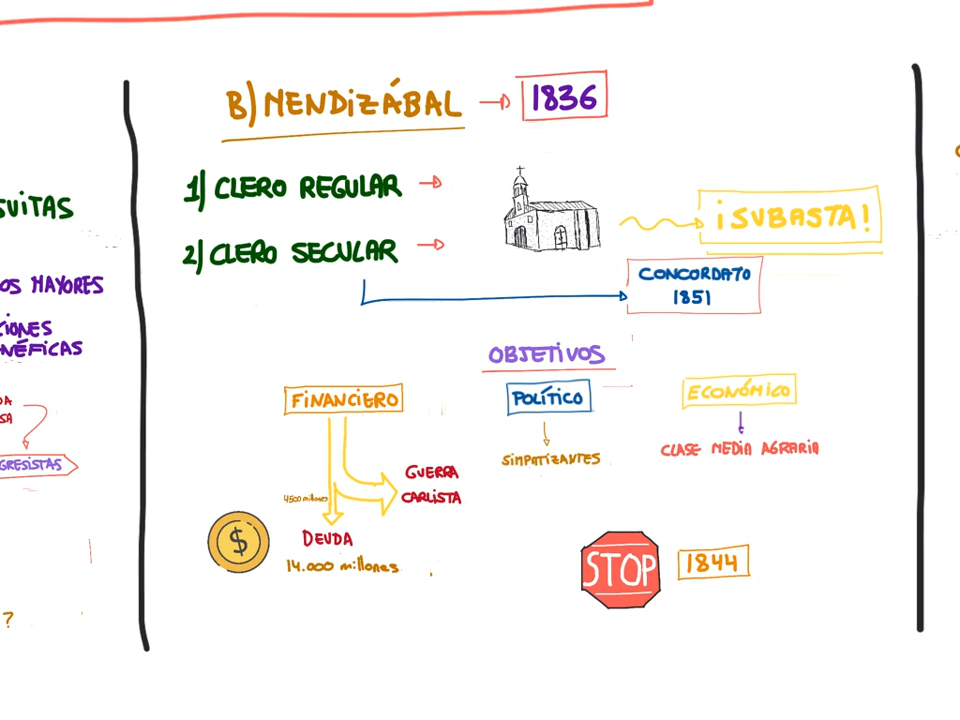 B) MENDIZÁBAL
1836
1) CLERO REGULAR
2) CLERO SECULAR
¡SUBASTA!
CONCORDATO
1851
SUITAS
OS MAYORES
CIONES
NÉFICAS
GRESISTAS
?
OBJETIVOS
FINANCIERO
POLÍTICO
ECONÓMICO
SIMPATIZANTES
CLASE MEDIA AGRARIA
GUERRA
CARLISTA
4500 millones
DEUDA
14.000 millones
$
STOP
1844